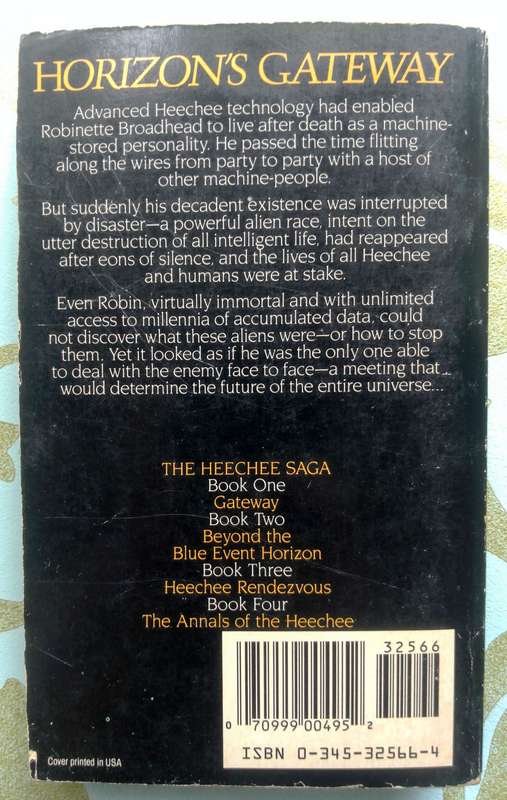 HORIZON'S GATEWAY
Advanced Heechee technology had enabled
Robinette Broadhead to live after death as a machine-
stored personality. He passed the time flitting
along the wires from party to party with a host of
other machine-people.
But suddenly his decadent existence was interrupted
by disaster—a powerful alien race, intent on the
utter destruction of all intelligent life, had reappeared
after eons of silence, and the lives of all Heechee
and humans were at stake.
Even Robin, virtually immortal and with unlimited
access to millennia of accumulated data, could
not discover what these aliens were—or how to stop
them. Yet it looked as if he was the only one able
to deal with the enemy face to face—a meeting that
would determine the future of the entire universe...
THE HEECHEE SAGA
Book One
Gateway
Book Two
Beyond the
Blue Event Horizon
Book Three
Heechee Rendezvous
Book Four
The Annals of the Heechee
32566
0 70999 00495 2
ISBN 0-345-32566-4
Cover printed in USA